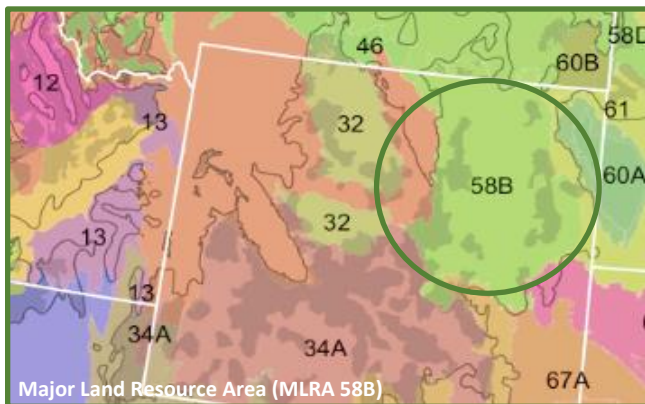 46
58D
60B
12
32
61
13
58B
60A
32
13
13
34A
34A
67A
Major Land Resource Area (MLRA 58B)